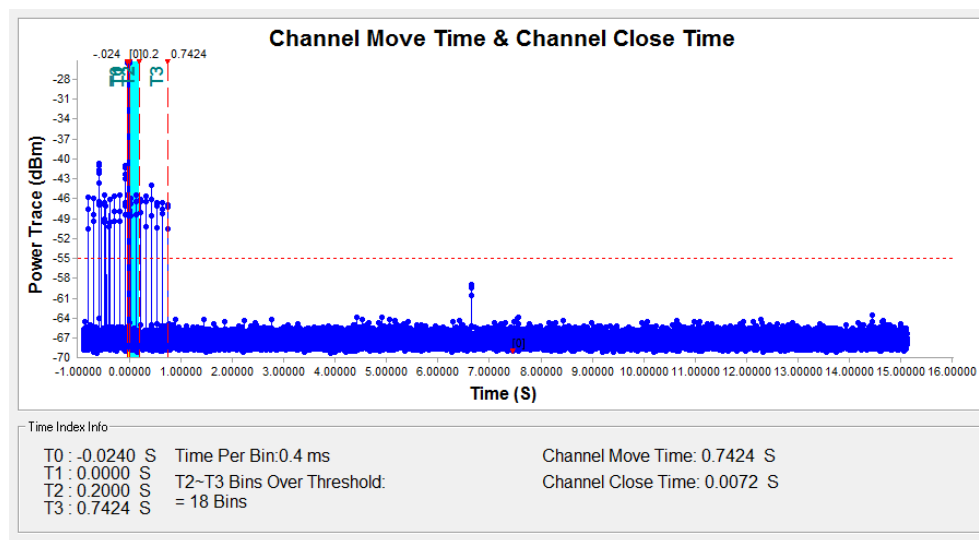 Channel Move Time & Channel Close Time
-.024 [0]0.2 0.7424
T2 T3
-28
-31
-34
-37
-40
-43
-46
-49
-52
-55
-58
-61
-64
-67
-70
Power Trace (dBm)
[0]
-1.00000 0.00000 1.00000 2.00000 3.00000 4.00000 5.00000 6.00000 7.00000 8.00000 9.00000 10.00000 11.00000 12.00000 13.00000 14.00000 15.00000 16.00000
Time (S)
Time Index Info
T0 : -0.0240 S Time Per Bin:0.4 ms Channel Move Time: 0.7424 S
T1 : 0.0000 S
T2 : 0.2000 S T2~T3 Bins Over Threshold: Channel Close Time: 0.0072 S
T3 : 0.7424 S = 18 Bins